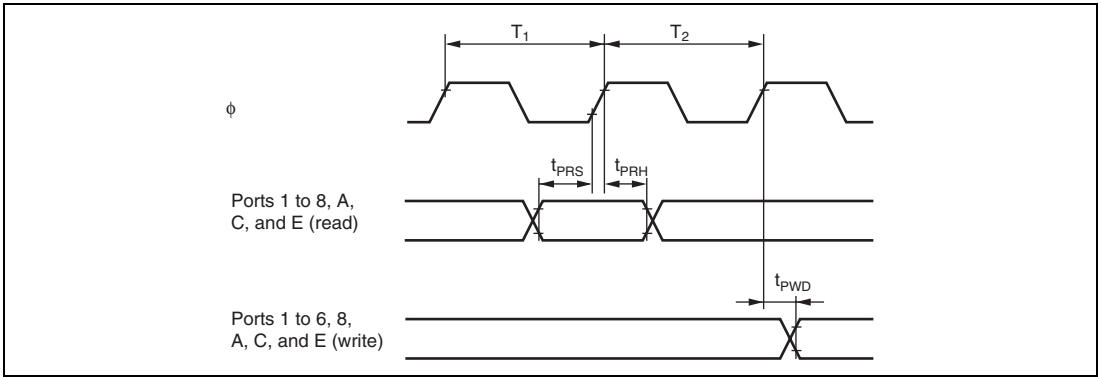 T1 T2
ϕ
tPRS tPRH
Ports 1 to 8, A,
C, and E (read)
tPWD
Ports 1 to 6, 8,
A, C, and E (write)